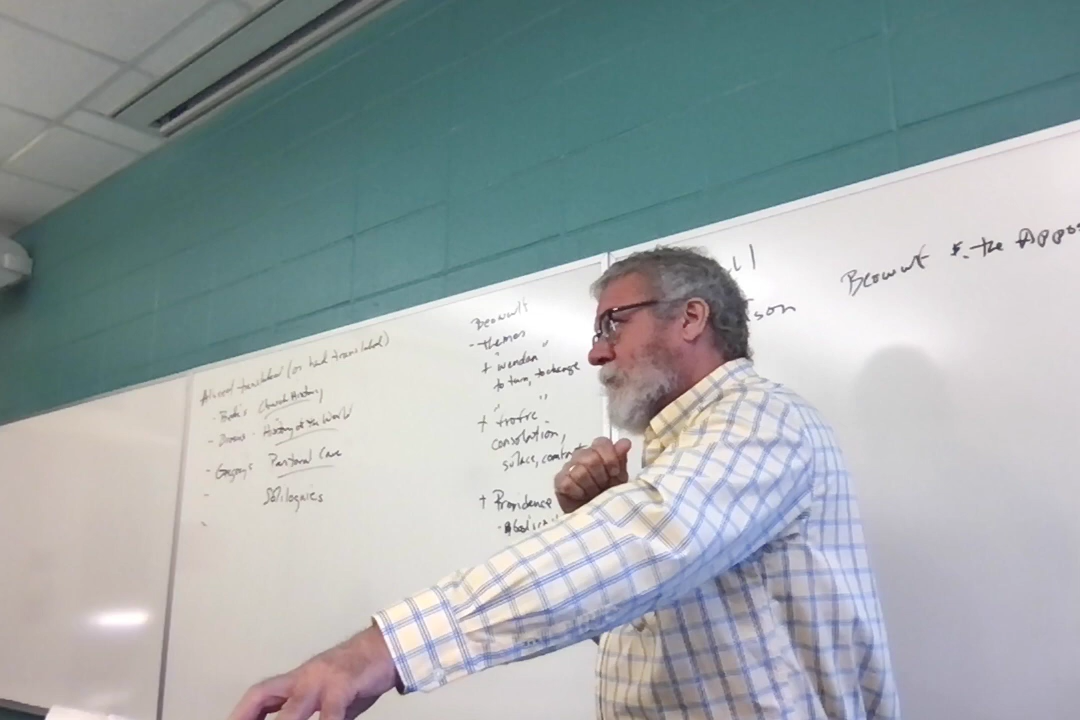 Alfred translated (or had translated)
- Bede's Church History
- Orosius - History of the World
- Gregory's Pastoral Care
- Soliloquies
Beowulf
- themes
+ "wendan"
to turn, to change
+ "frofre"
consolation,
solace, comfort
+ Providence
Beowulf & the Appos